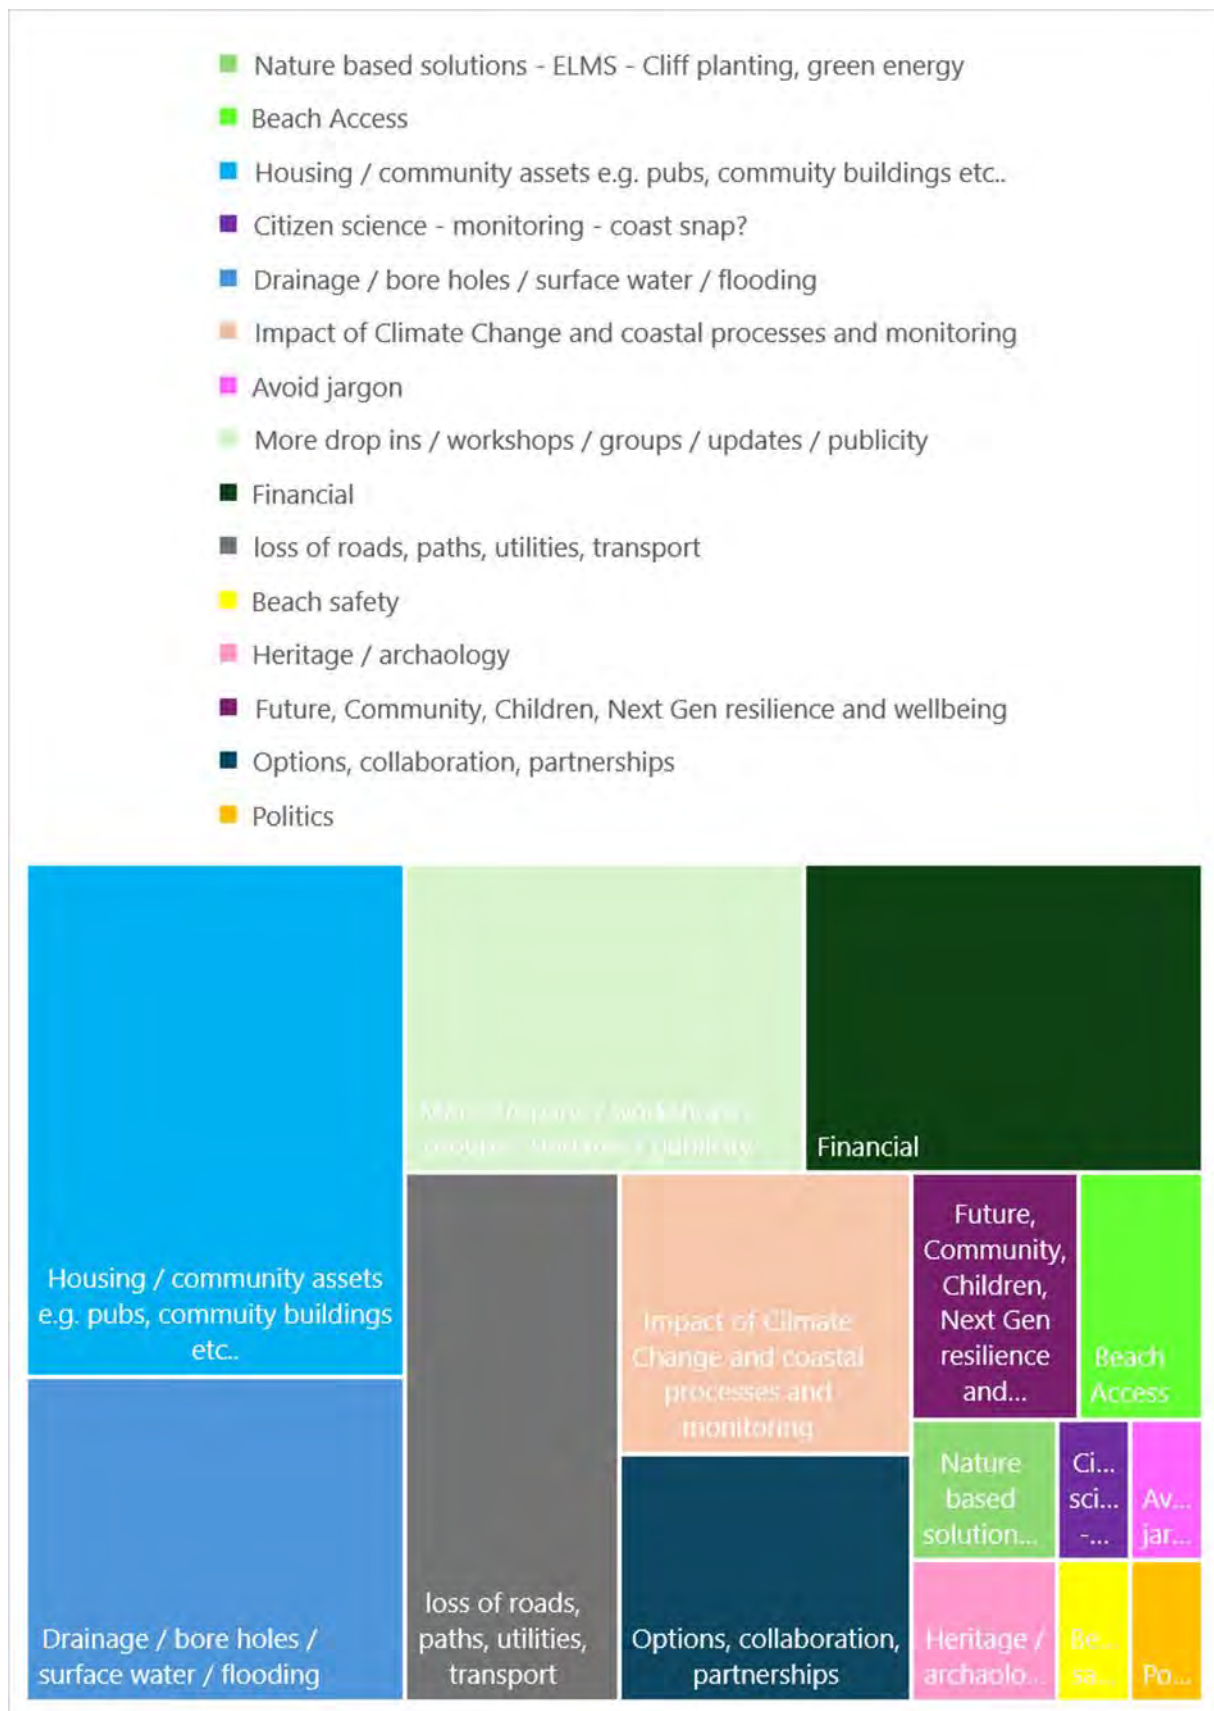 Nature based solutions - ELMS - Cliff planting, green energy
Beach Access
Housing / community assets e.g. pubs, commuity buildings etc..
Citizen science - monitoring - coast snap?
Drainage / bore holes / surface water / flooding
Impact of Climate Change and coastal processes and monitoring
Avoid jargon
More drop ins / workshops / groups / updates / publicity
Financial
loss of roads, paths, utilities, transport
Beach safety
Heritage / archaology
Future, Community, Children, Next Gen resilience and wellbeing
Options, collaboration, partnerships
Politics
Housing / community assets
e.g. pubs, commuity buildings
etc..
Drainage / bore holes /
surface water / flooding
publicity
Financial
loss of roads,
paths, utilities,
transport
Impact of Climate
Change and coastal
processes and
monitoring
Options, collaboration,
partnerships
Future,
Community,
Children,
Next Gen
resilience
and...
Beach
Access
Nature
based
solution...
Ci...
sci...
-...
Av...
jar...
Heritage /
archaolo...
Be...
sa...
Po...